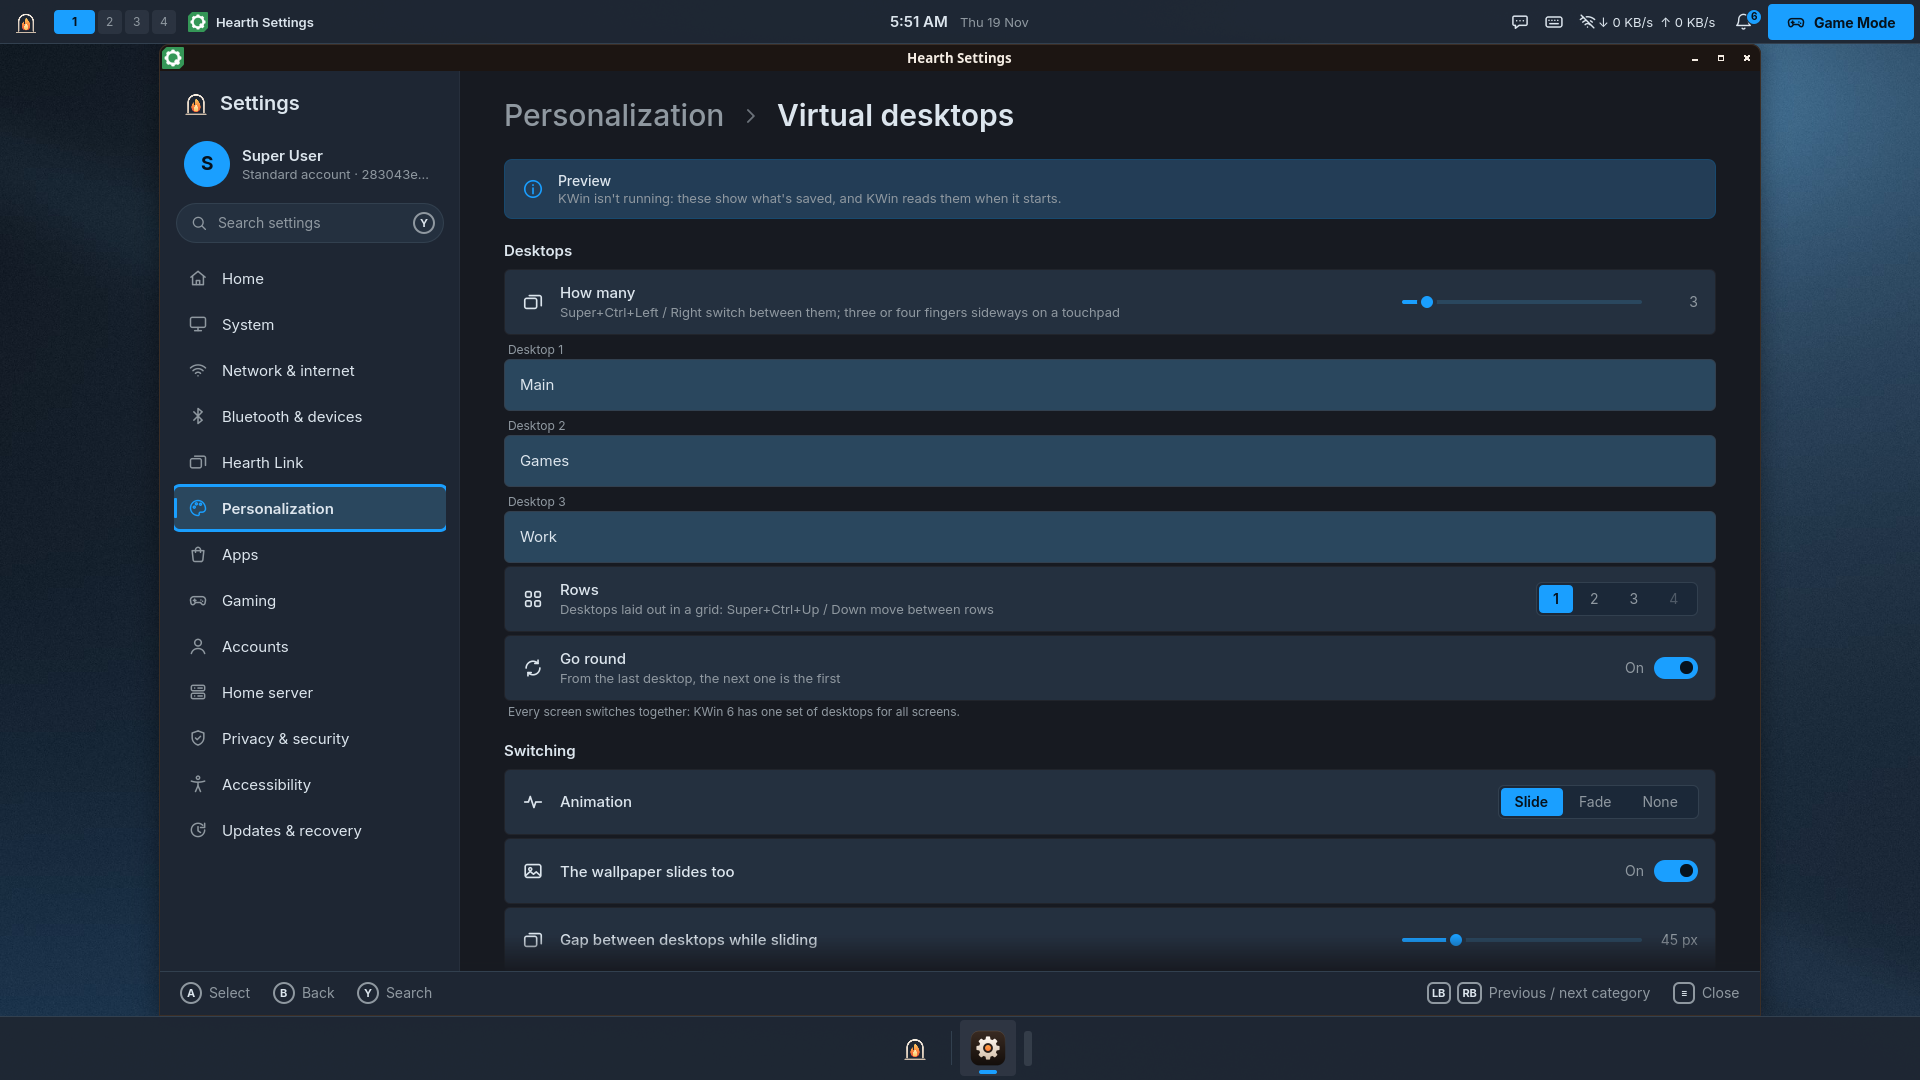 1 2 3 4 Hearth Settings
5:51 AM Thu 19 Nov
0 KB/s 0 KB/s 6 Game Mode
Hearth Settings
Settings
S
Super User
Standard account · 283043e...
Search settings Y
Home
System
Network & internet
Bluetooth & devices
Hearth Link
Personalization
Apps
Gaming
Accounts
Home server
Privacy & security
Accessibility
Updates & recovery
Personalization > Virtual desktops
Preview
KWin isn't running: these show what's saved, and KWin reads them when it starts.
Desktops
How many
Super+Ctrl+Left / Right switch between them; three or four fingers sideways on a touchpad
3
Desktop 1
Main
Desktop 2
Games
Desktop 3
Work
Rows
Desktops laid out in a grid: Super+Ctrl+Up / Down move between rows
1 2 3 4
Go round
From the last desktop, the next one is the first
On
Every screen switches together: KWin 6 has one set of desktops for all screens.
Switching
Animation
Slide Fade None
The wallpaper slides too
On
Gap between desktops while sliding
45 px
A Select B Back Y Search
LB RB Previous / next category Close